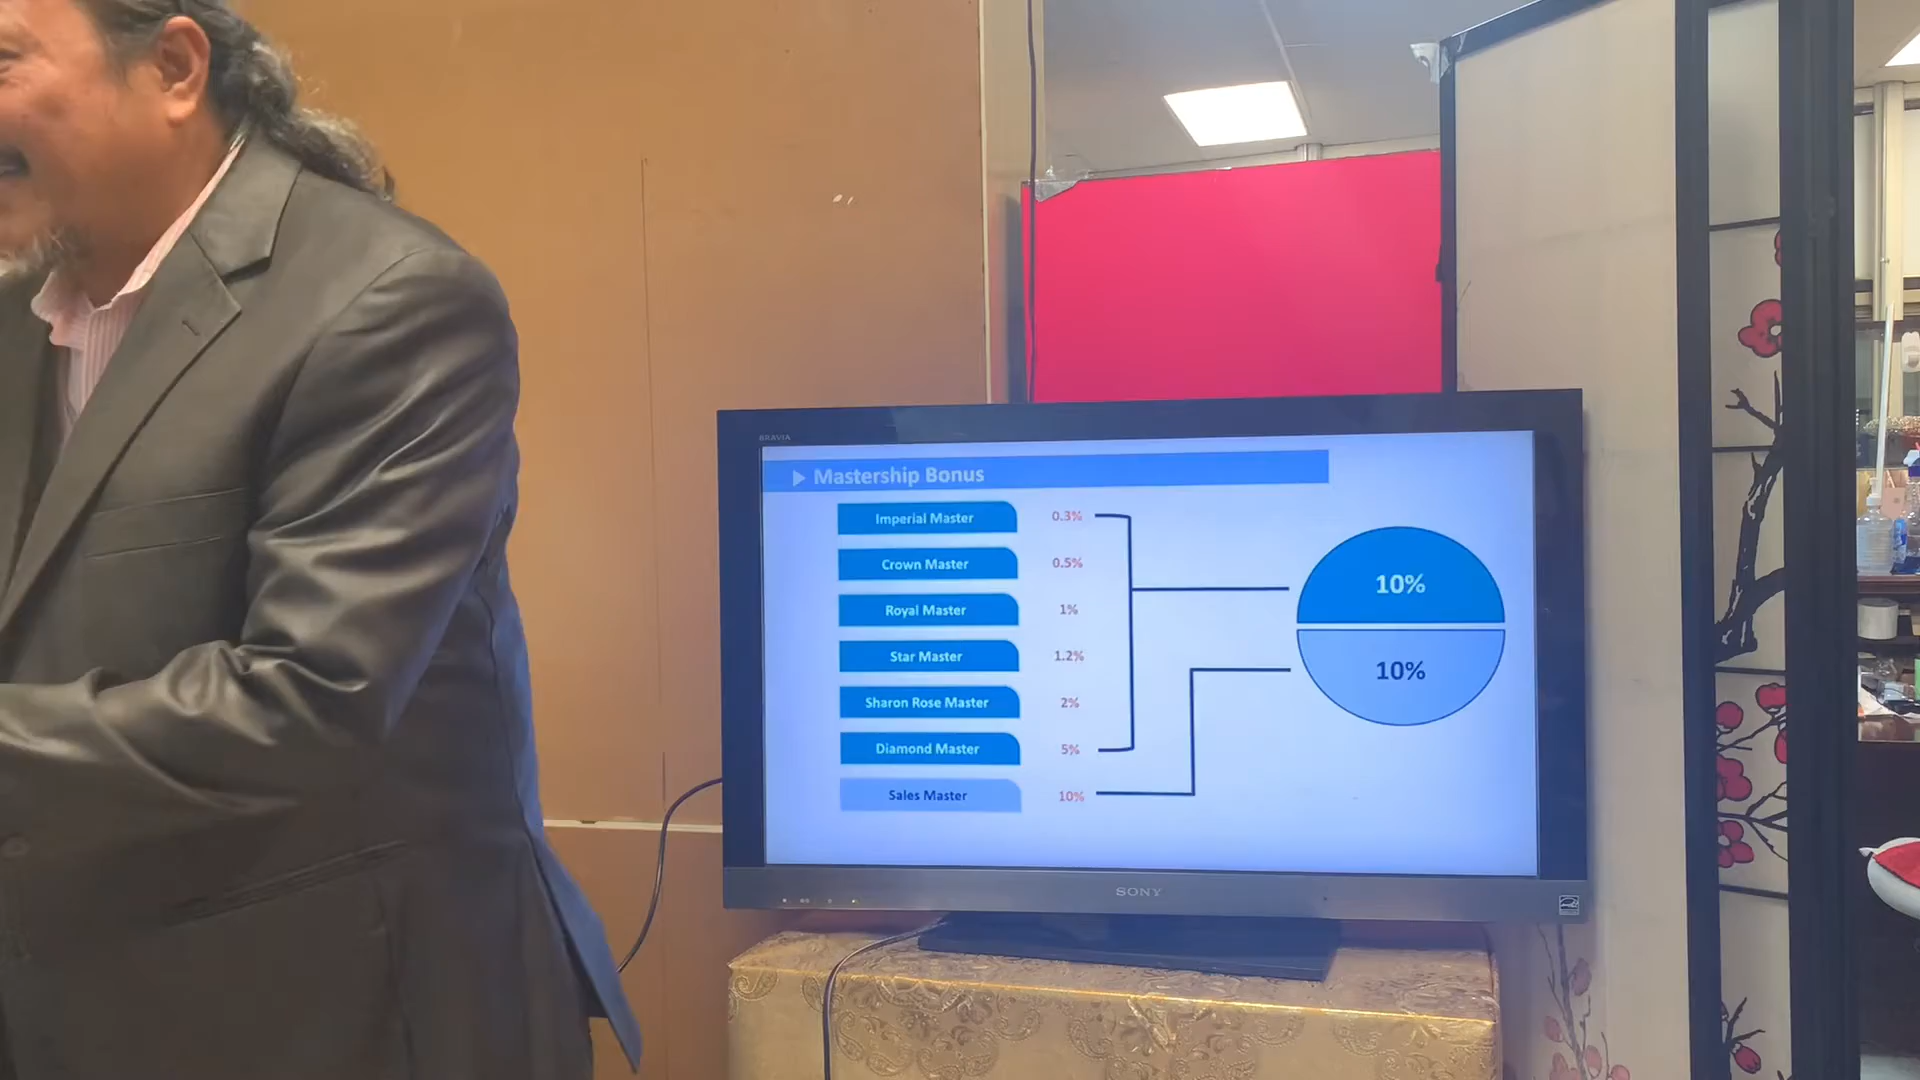 BRAVIA
Mastership Bonus
Imperial Master 0.3%
Crown Master 0.5%
Royal Master 1%
Star Master 1.2%
Sharon Rose Master 2%
Diamond Master 5%
Sales Master 10%
10%
10%
SONY